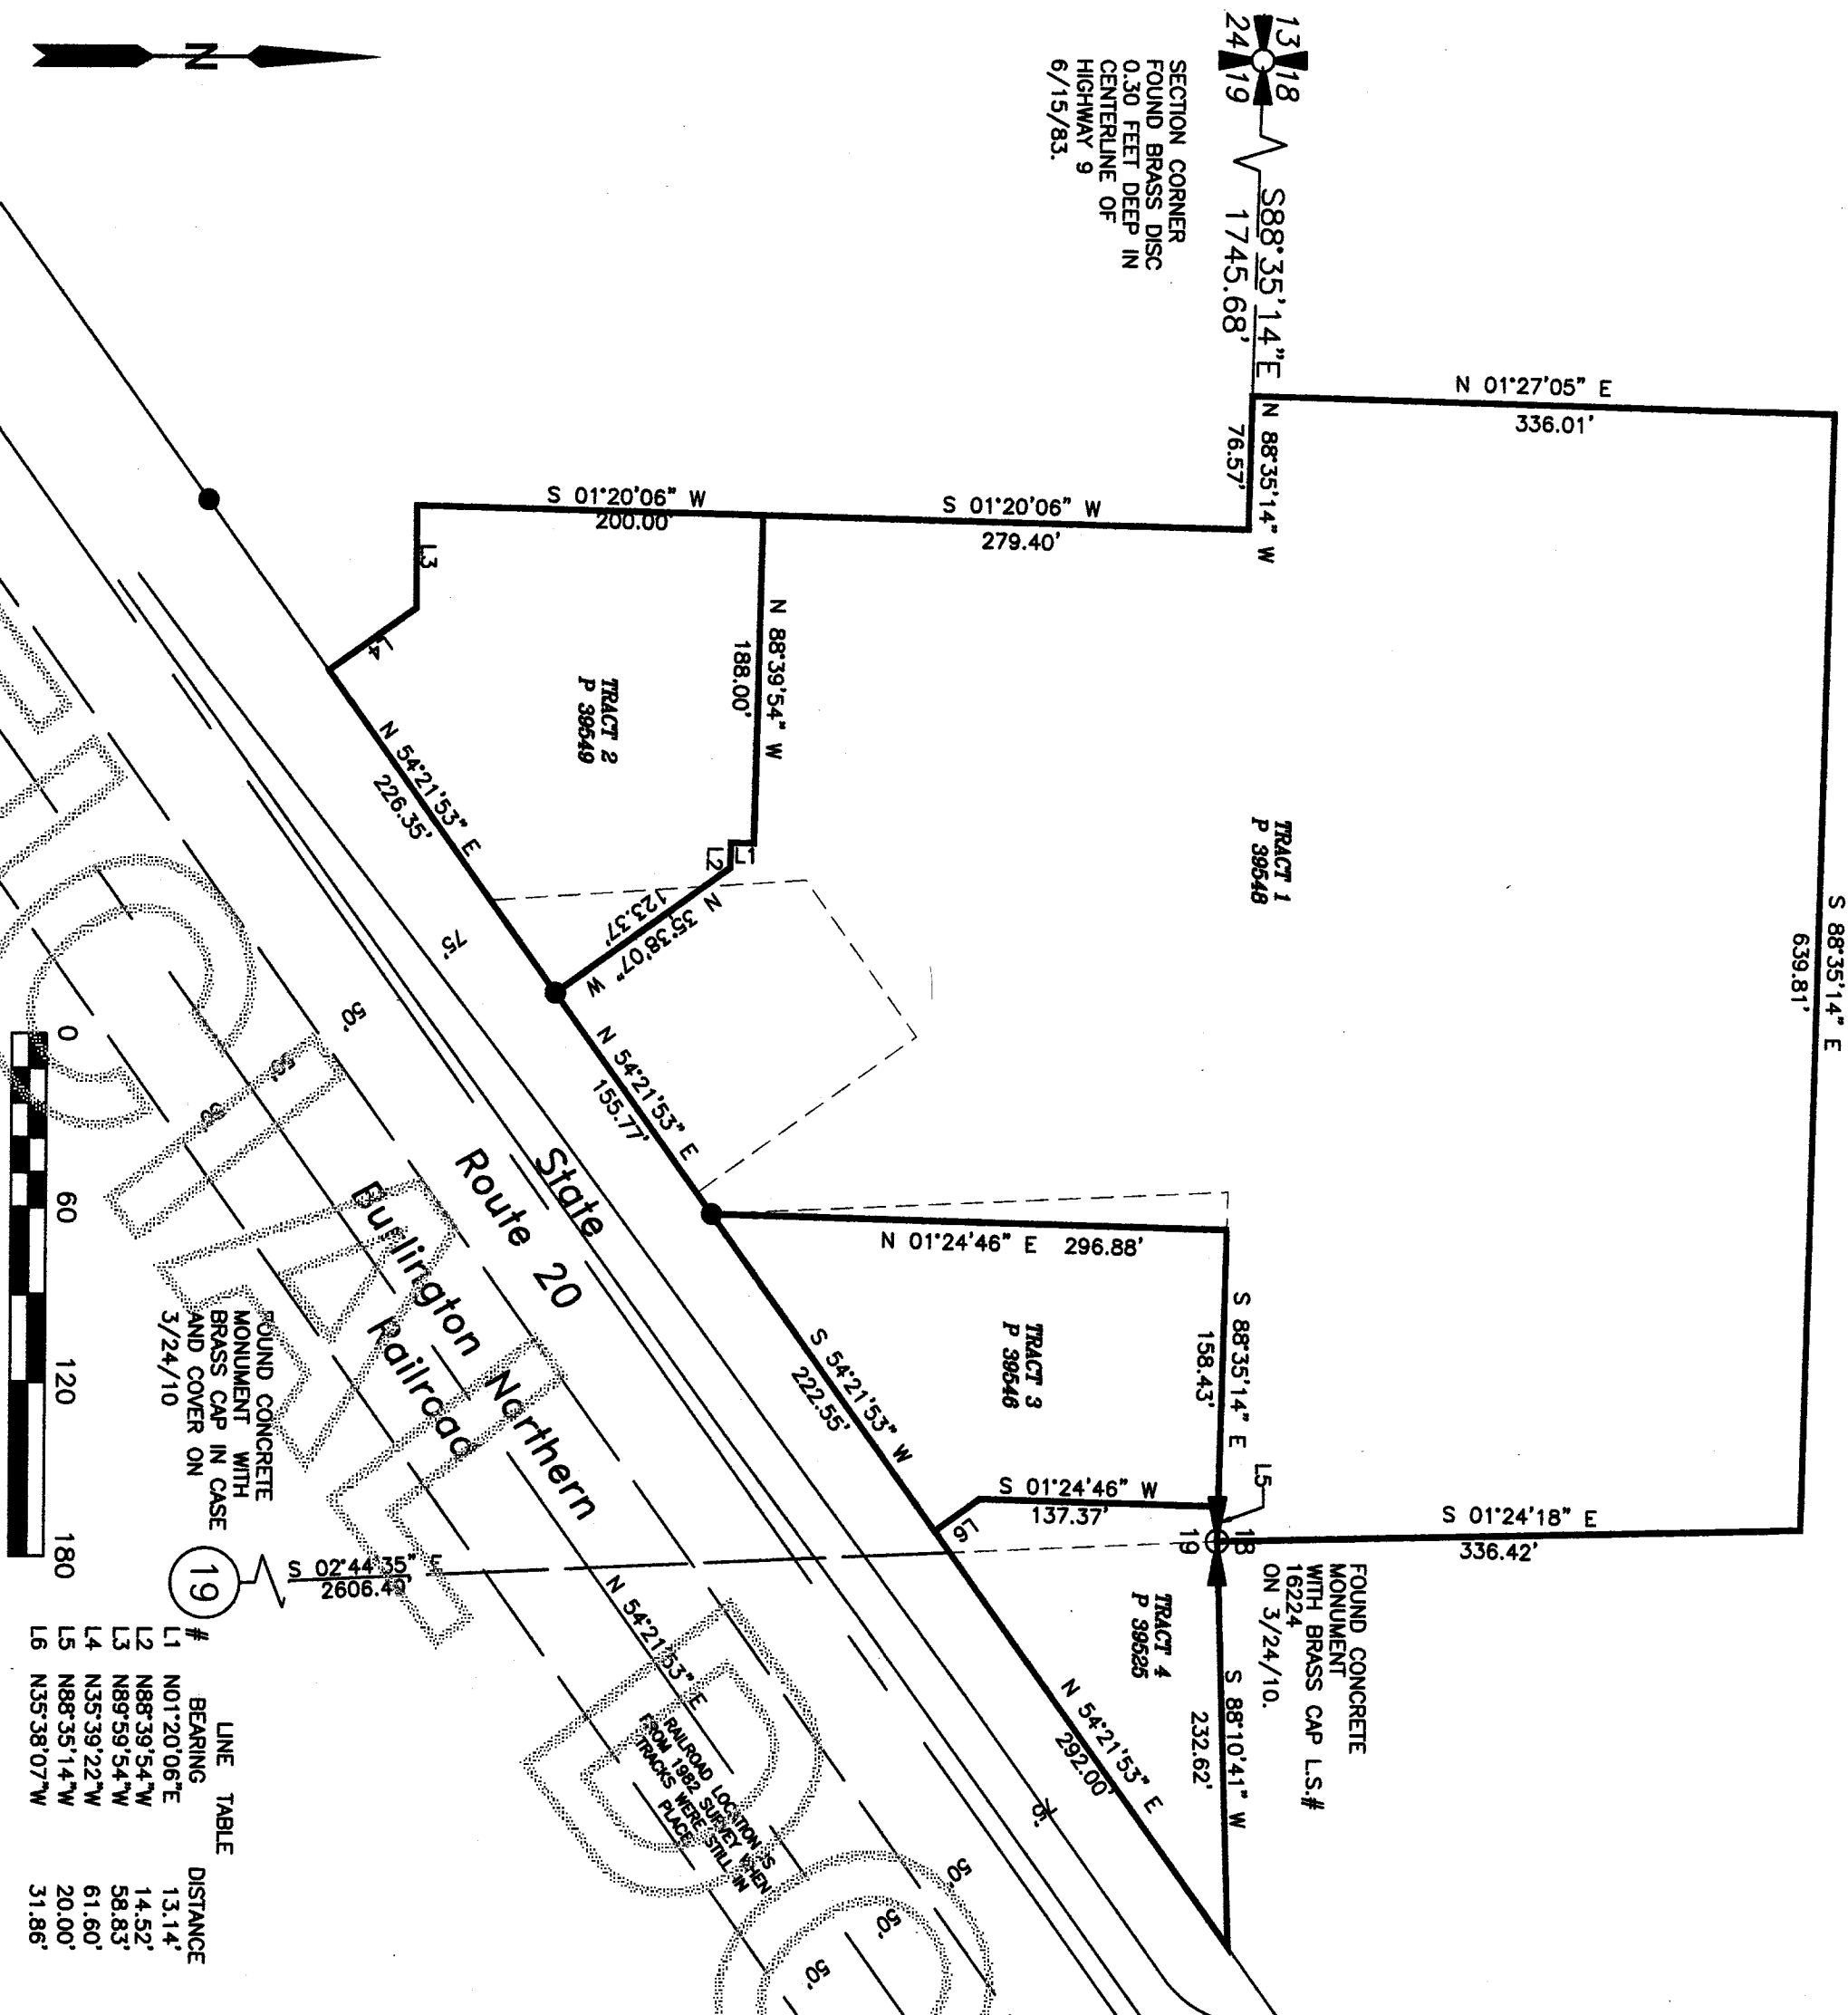 N
13 18
24 19
SECTION CORNER
FOUND BRASS DISC
0.30 FEET DEEP IN
CENTERLINE OF
HIGHWAY 9
6/15/83.
S88°35'14"E
1745.68'
N 88°35'14" W
76.57'
N 01°27'05" E
336.01'
S 88°35'14" E
639.81'
S 01°24'18" E
336.42'
S 01°20'06" W
279.40'
S 01°20'06" W
200.00'
N 88°39'54" W
188.00'
TRACT 1
P 39548
TRACT 2
P 39549
L1
L2
L3
L4
N 35°38'07" W
123.37'
N 54°21'53" E
226.35'
N 54°21'53" E
155.77'
N 01°24'46" E 296.88'
S 88°35'14" E
158.43'
L5
TRACT 3
P 39546
S 54°21'53" W
222.55'
S 01°24'46" W
137.37'
L6
18
19
FOUND CONCRETE
MONUMENT
WITH BRASS CAP L.S.#
16224
ON 3/24/10.
TRACT 4
P 39525
S 88°10'41" W
232.62'
N 54°21'53" E
292.00'
75'
50'
State
Route 20
Burlington Northern
Railroad
N 54°21'53" E
RAILROAD LOCATION IS
FROM 1982 SURVEY WHEN
TRACKS WERE STILL IN
PLACE
50'
50'
50'
FOUND CONCRETE
MONUMENT WITH
BRASS CAP IN CASE
AND COVER ON
3/24/10
S 02°44'35" E
2606.49'
19
0 60 120 180
LINE TABLE
# BEARING DISTANCE
L1 N01°20'06"E 13.14'
L2 N88°39'54"W 14.52'
L3 N89°59'54"W 58.83'
L4 N35°39'22"W 61.60'
L5 N88°35'14"W 20.00'
L6 N35°38'07"W 31.86'